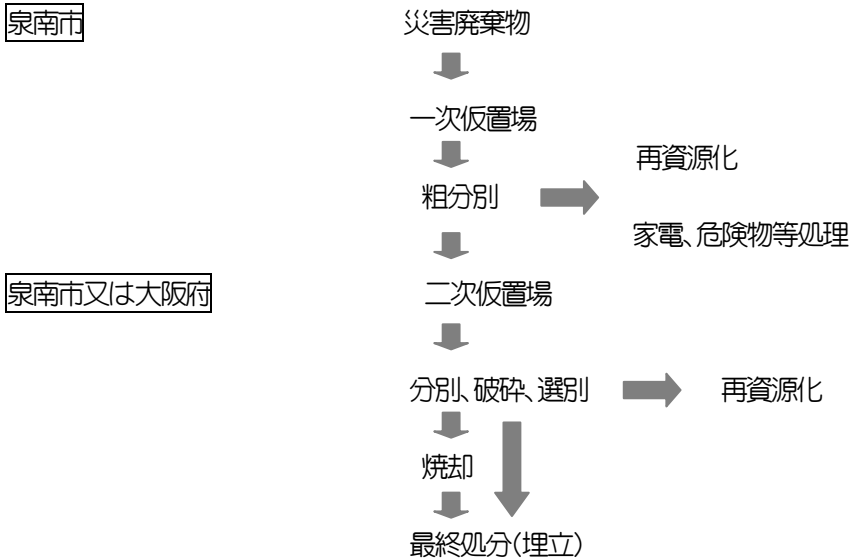 泉南市
災害廃棄物
一次仮置場
再資源化
粗分別
家電、危険物等処理
泉南市又は大阪府
二次仮置場
分別、破砕、選別
再資源化
焼却
最終処分(埋立)